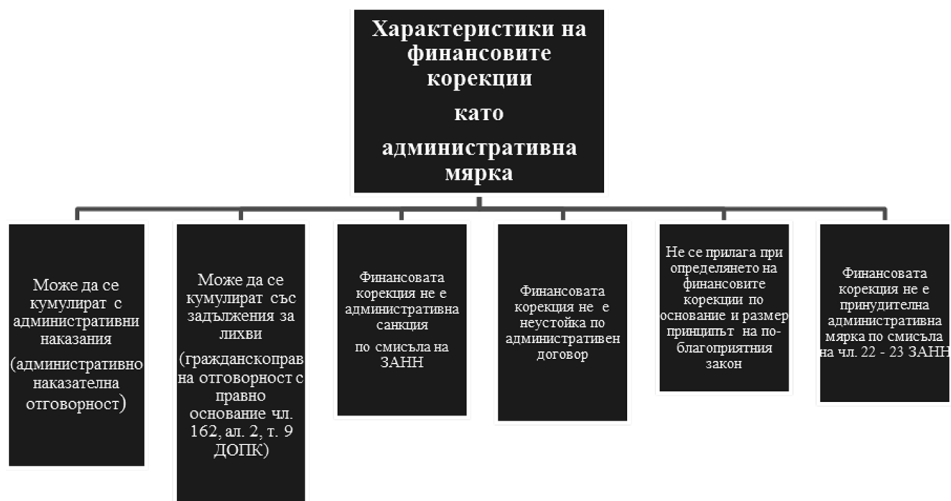 Характеристики на
финансовите
корекции
като
административна
мярка
Може да се
кумулират с
административни
наказания
(административно
наказателна
отговорност)
Може да се
кумулират със
задължения за
лихви
(гражданскоправ
на отговорност с
правно
основание чл.
162, ал. 2, т. 9
ДОПК)
Финансовата
корекция не е
административна
санкция
по смисъла на
ЗАНН
Финансовата
корекция не е
неустойка по
административен
договор
Не се прилага при
определянето на
финансовите
корекции по
основание и размер
принципът на по-
благоприятния
закон
Финансовата
корекция не е
принудителна
административна
мярка по смисъла
на чл. 22 - 23 ЗАНН